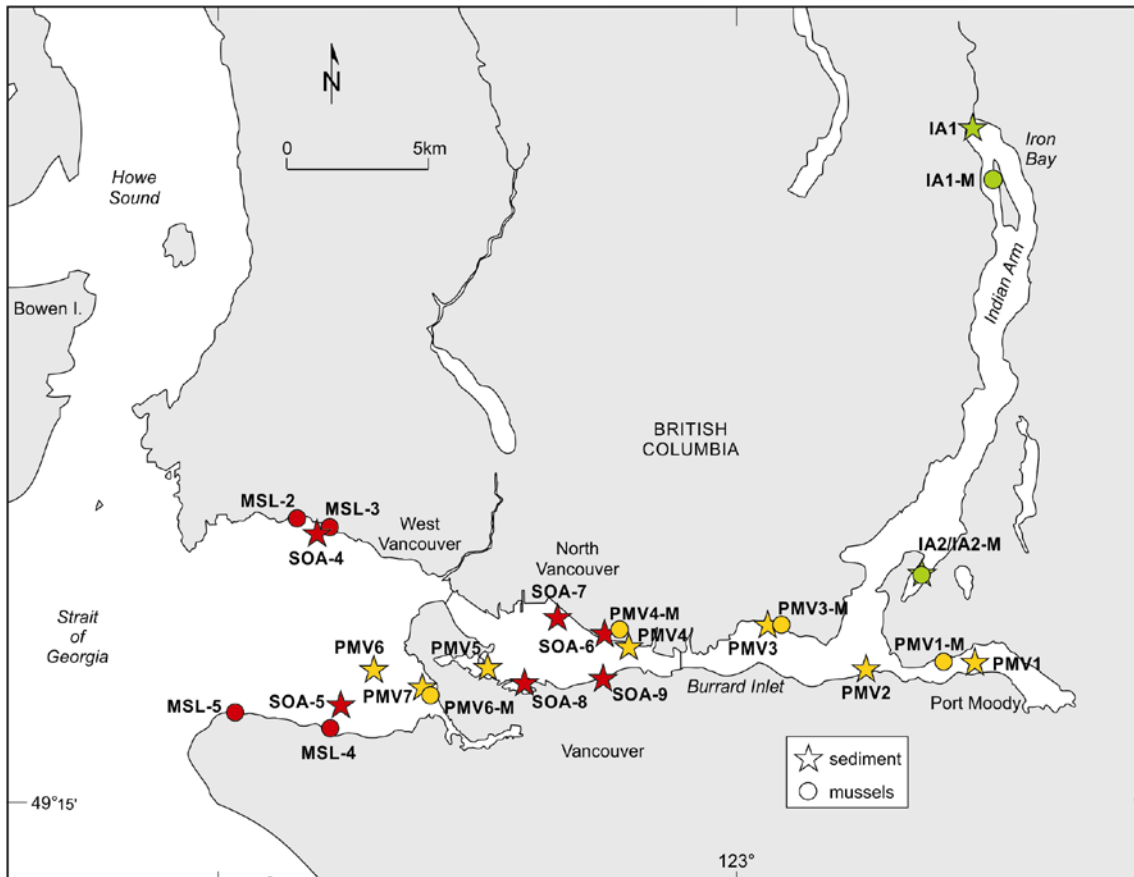 N
0
5km
IA1
Iron
Bay
IA1-M
Howe
Sound
Indian Arm
Bowen I.
BRITISH
COLUMBIA
MSL-2
MSL-3
SOA-4
West
Vancouver
North
Vancouver
IA2/IA2-M
SOA-7
PMV4-M
SOA-6
PMV4
PMV3-M
PMV3
Strait
of
Georgia
PMV6
PMV5
PMV1-M
PMV1
PMV2
Port Moody
Burrard Inlet
SOA-9
SOA-8
PMV7
PMV6-M
SOA-5
MSL-5
MSL-4
Vancouver
sediment
mussels
49°15'
123°